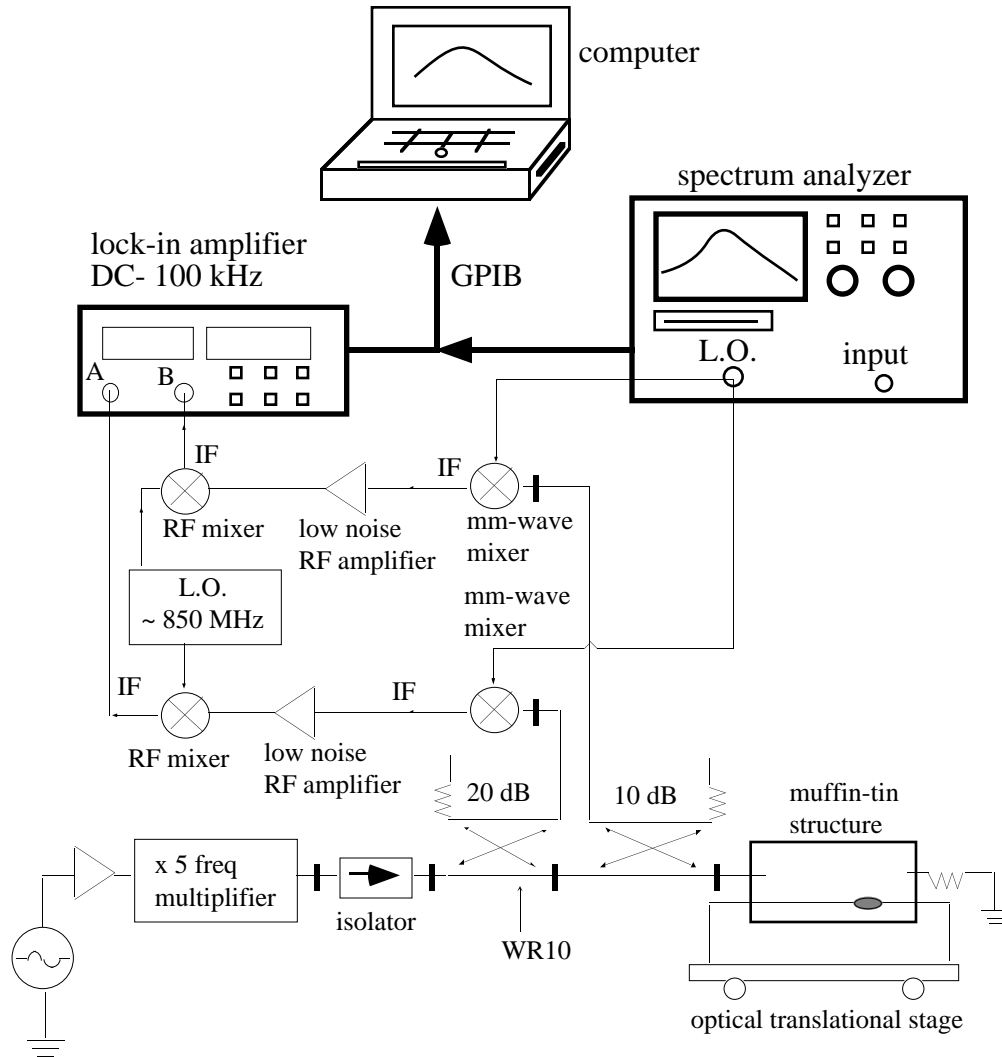 computer
spectrum analyzer
lock-in amplifier
DC- 100 kHz
GPIB
L.O.
input
A
B
IF
IF
RF mixer
low noise
RF amplifier
mm-wave
mixer
L.O.
~ 850 MHz
mm-wave
mixer
IF
IF
RF mixer
low noise
RF amplifier
20 dB
10 dB
muffin-tin
structure
x 5 freq
multiplifier
isolator
WR10
optical translational stage